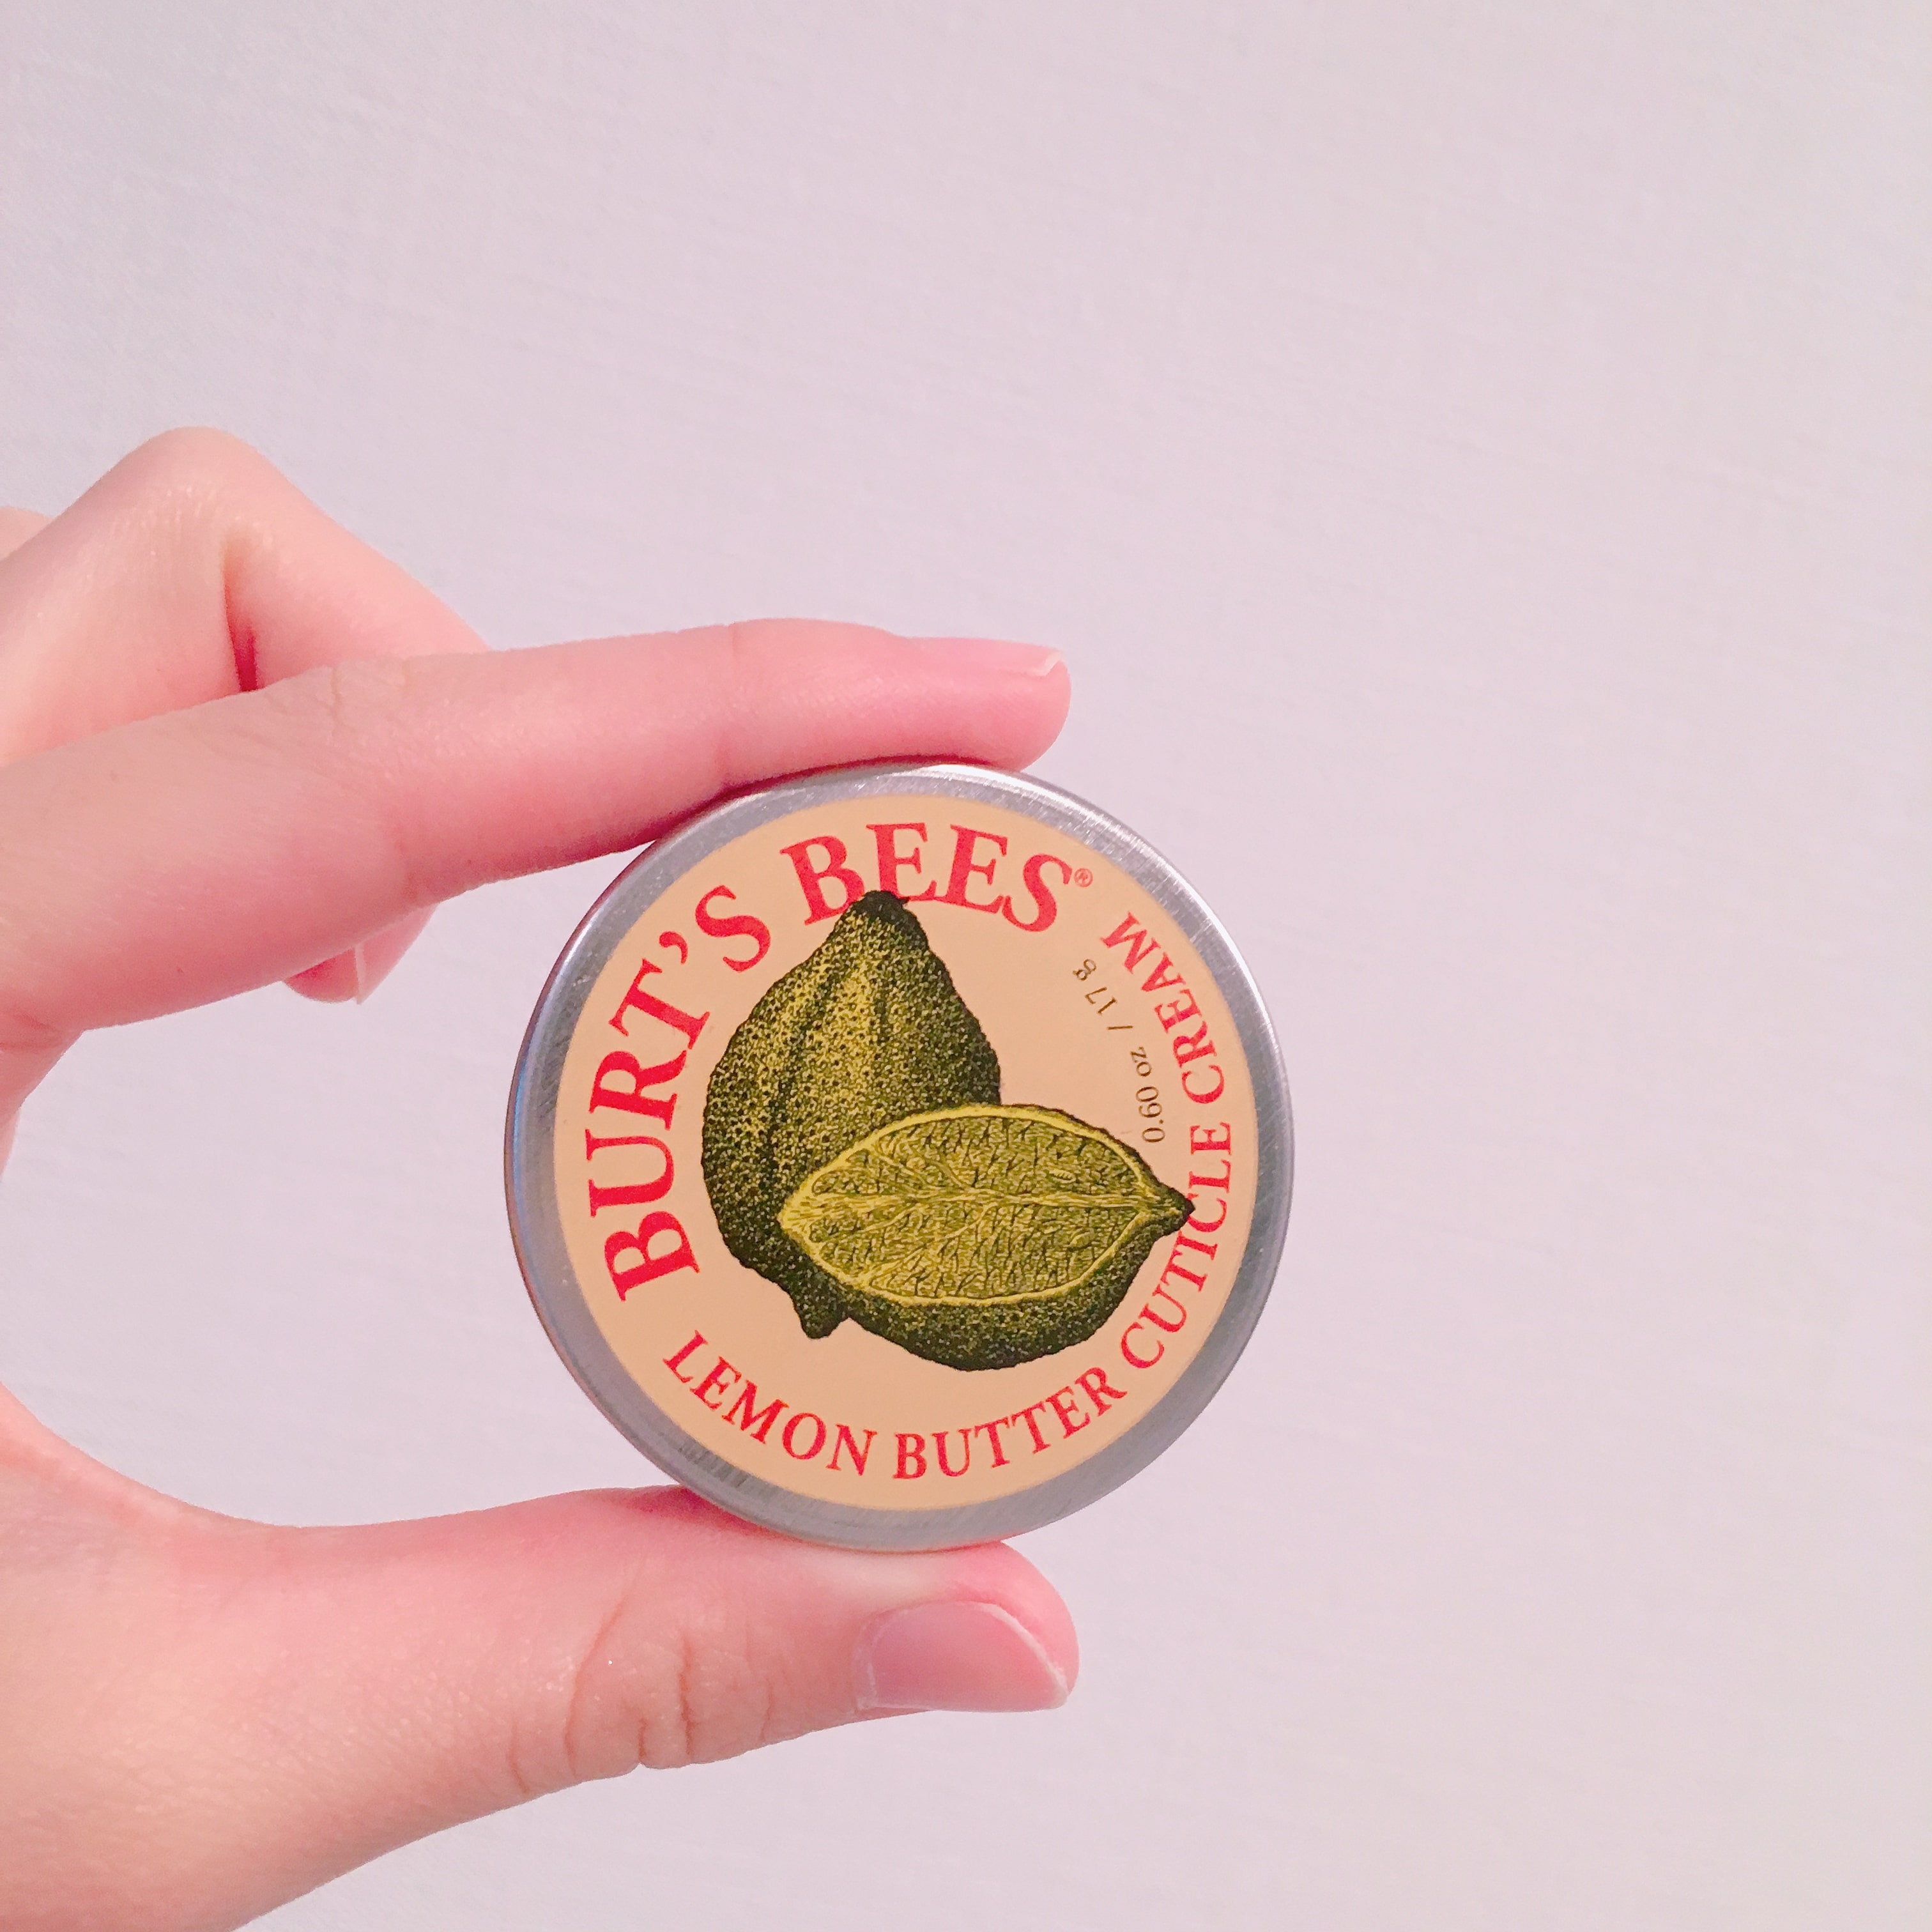 BURT'S BEES®
LEMON BUTTER CUTICLE CREAM
0.60 oz / 17 g